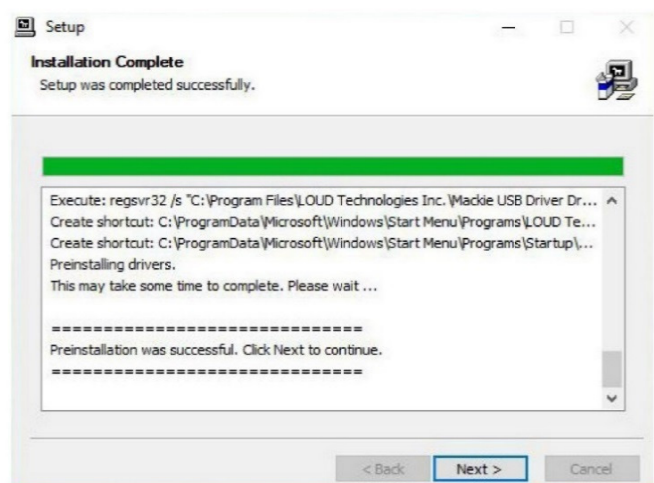 Setup
Installation Complete
Setup was completed successfully.
Execute: regsvr32 /s "C:\Program Files\LOUD Technologies Inc.\Mackie USB Driver Dr...
Create shortcut: C:\ProgramData\Microsoft\Windows\Start Menu\Programs\LOUD Te...
Create shortcut: C:\ProgramData\Microsoft\Windows\Start Menu\Programs\Startup\...
Preinstalling drivers.
This may take some time to complete. Please wait ...
==============================
Preinstallation was successful. Click Next to continue.
==============================
< Back
Next >
Cancel